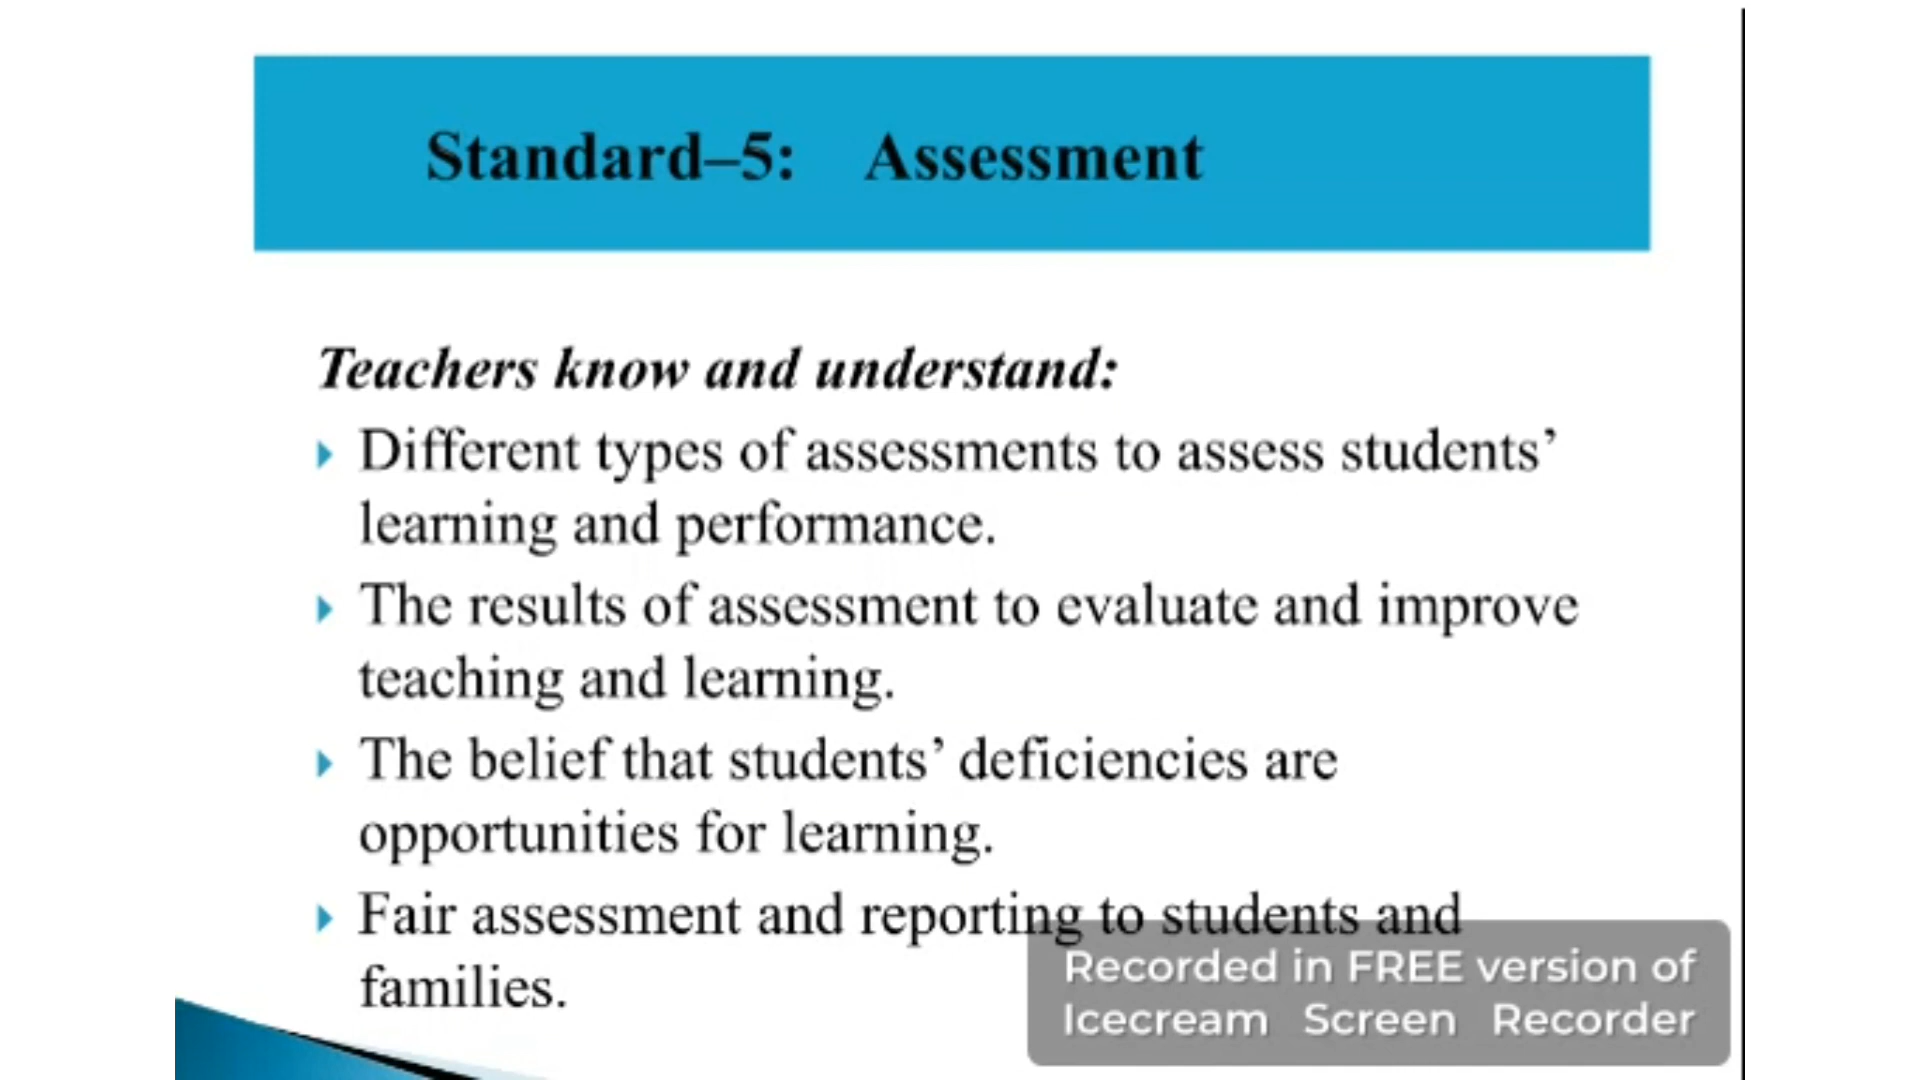 Standard–5: Assessment
Teachers know and understand:
Different types of assessments to assess students’
learning and performance.
The results of assessment to evaluate and improve
teaching and learning.
The belief that students’ deficiencies are
opportunities for learning.
Fair assessment and reporting to students and
families.
Recorded in FREE version of
Icecream Screen Recorder